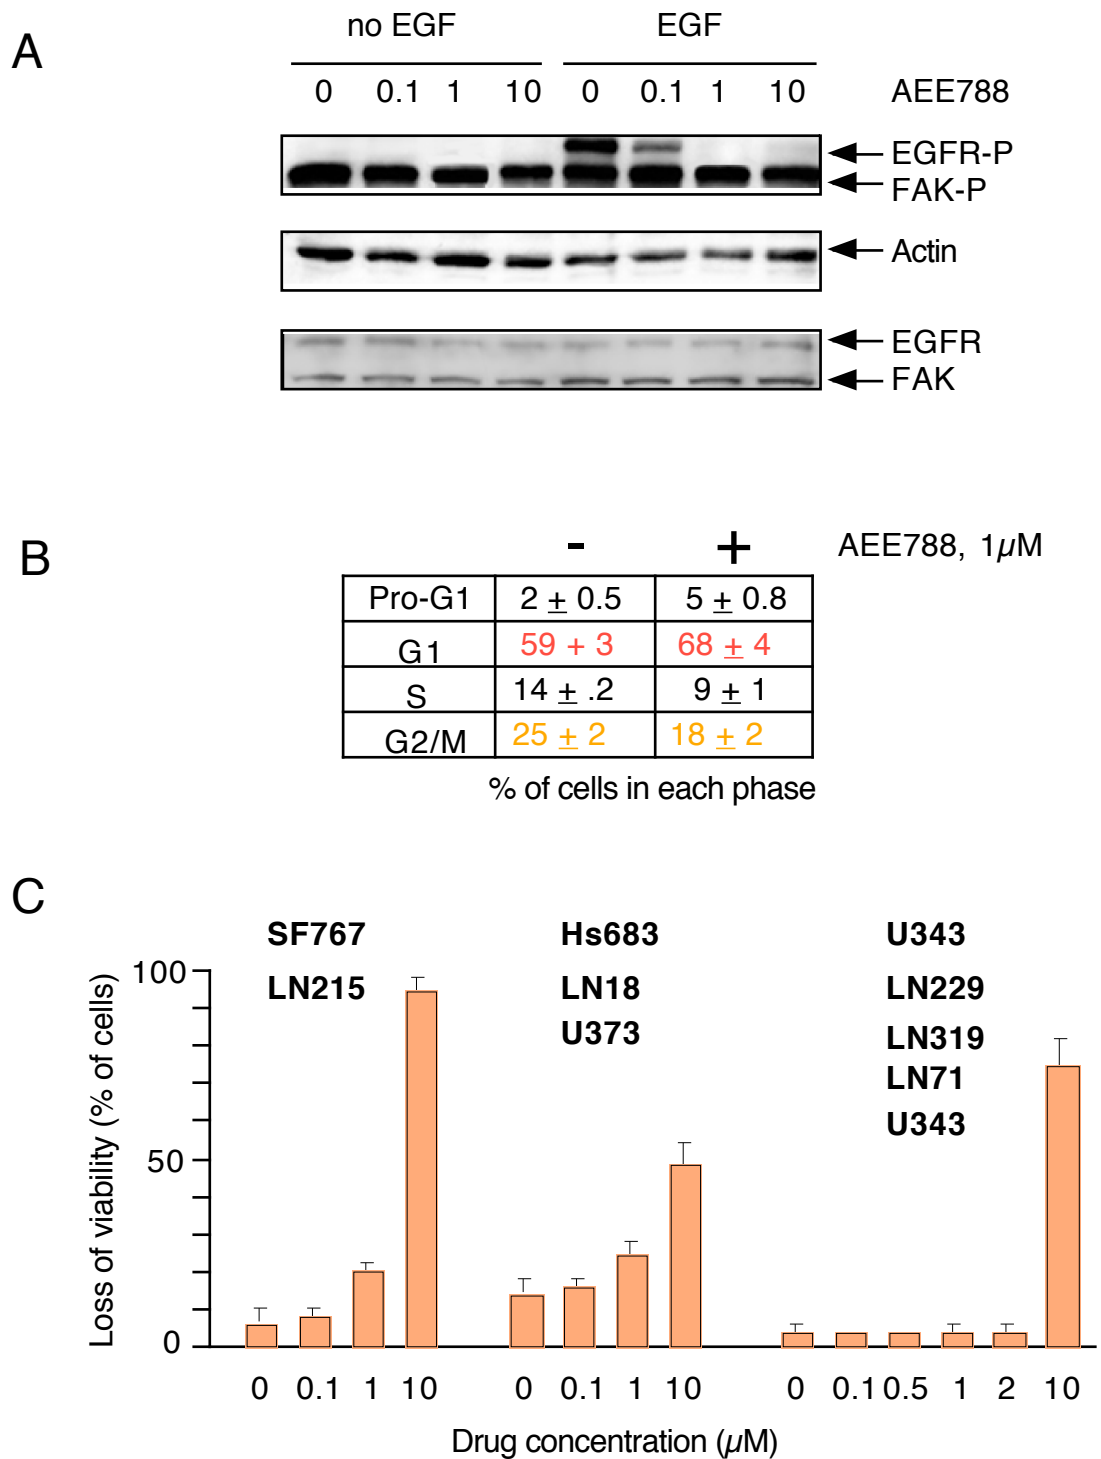 A
no EGF EGF
0 0.1 1 10 0 0.1 1 10 AEE788
EGFR-P
FAK-P
Actin
EGFR
FAK
B
- + AEE788, 1µM
Pro-G1 2 ± 0.5 5 ± 0.8
G1 59 + 3 68 ± 4
S 14 ± .2 9 ± 1
G2/M 25 ± 2 18 ± 2
% of cells in each phase
C
SF767 Hs683 U343
LN215 LN18 LN229
U373 LN319
LN71
U343
Loss of viability (% of cells)
100
50
0
0 0.1 1 10 0 0.1 1 10 0 0.1 0.5 1 2 10
Drug concentration (µM)